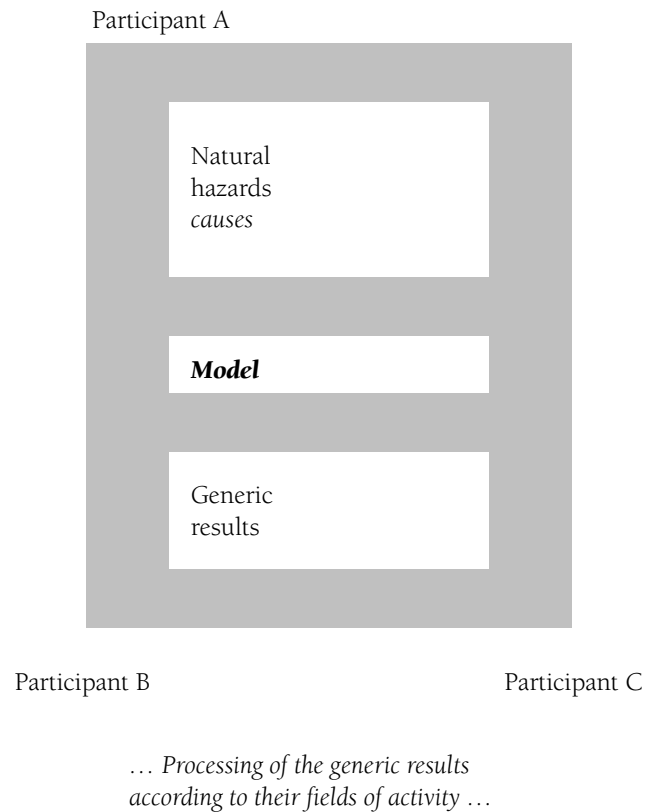 Participant A
Natural
hazards
causes
Model
Generic
results
Participant B
Participant C
… Processing of the generic results
according to their fields of activity …